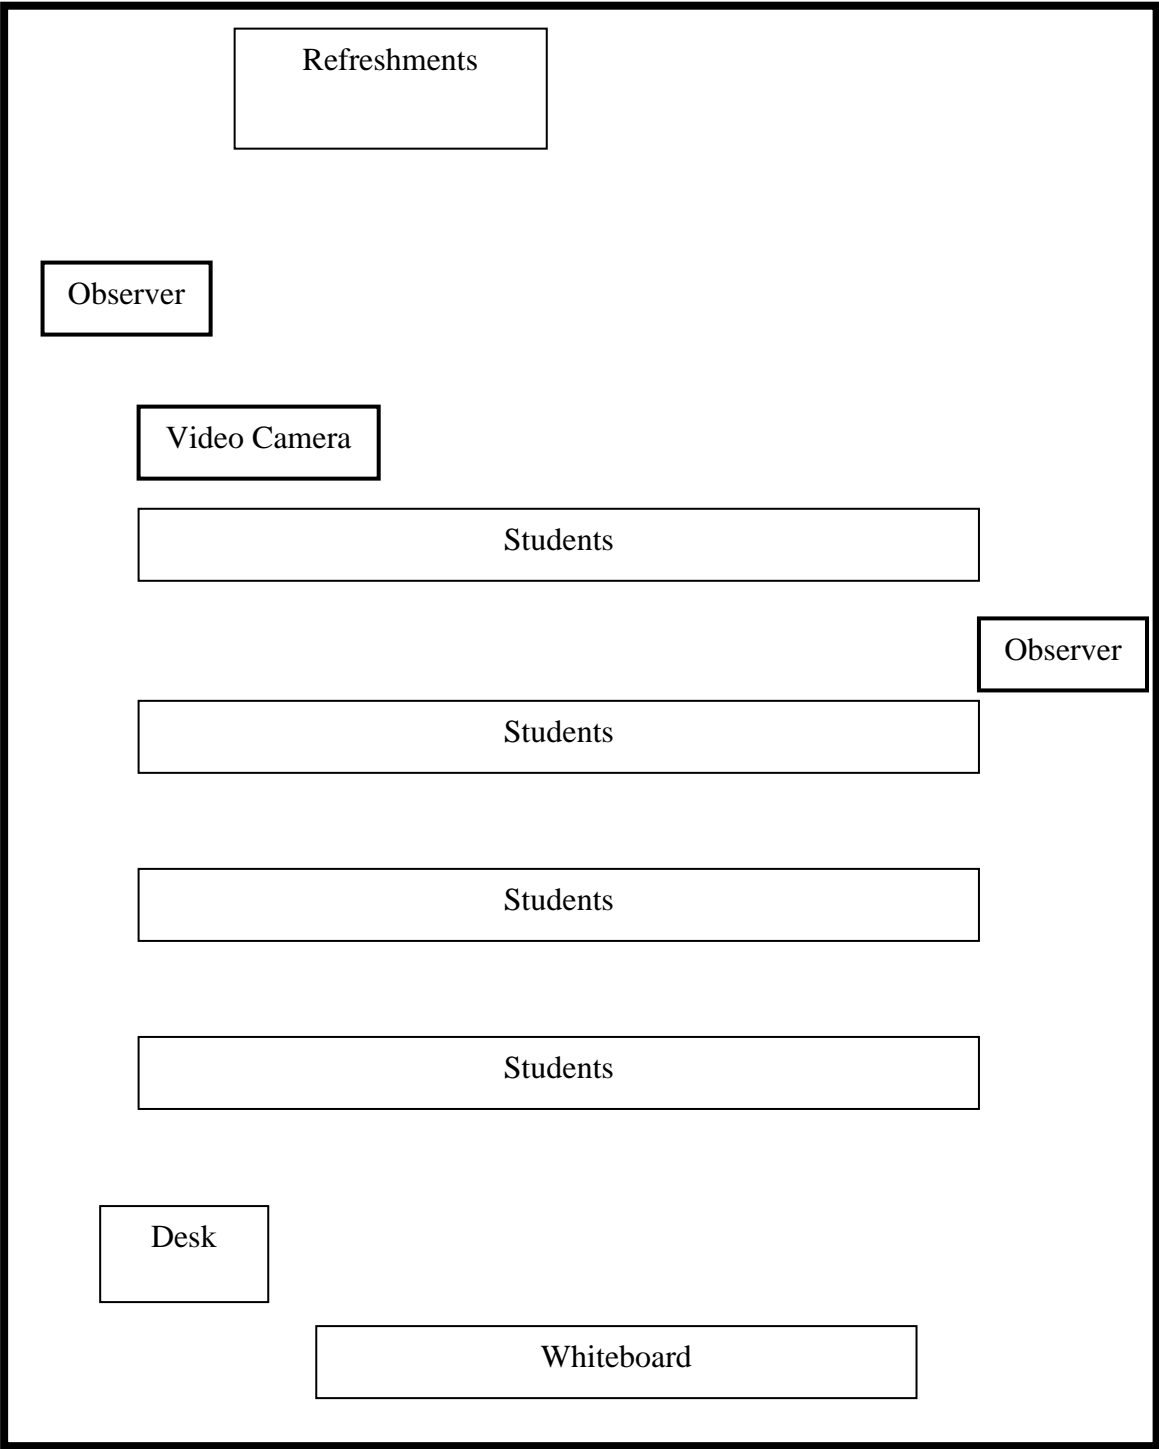 Refreshments
Observer
Video Camera
Students
Observer
Students
Students
Students
Desk
Whiteboard